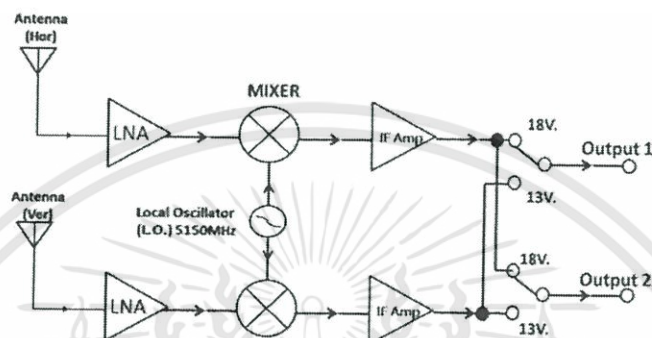 Antenna
(Hor)
MIXER
LNA
IF Amp
18V.
Output 1
13V.
Antenna
(Ver)
Local Oscillator
(L.O.) 5150MHz
18V.
Output 2
LNA
IF Amp
13V.